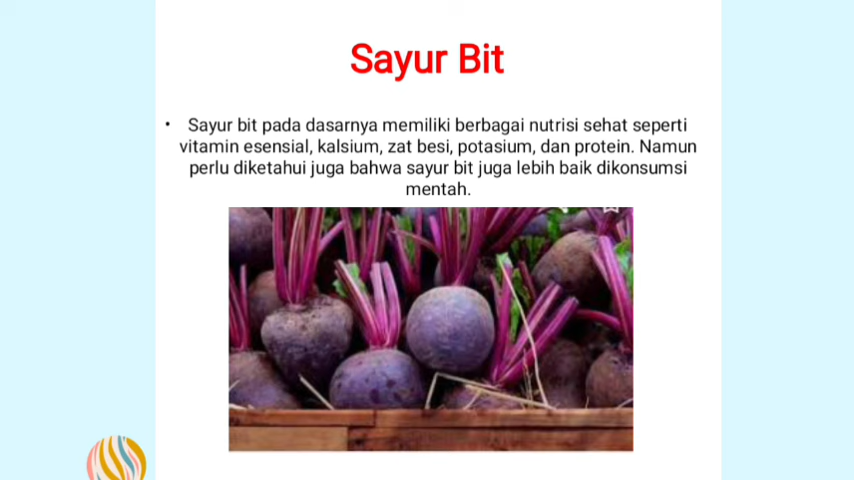 Sayur Bit
• Sayur bit pada dasarnya memiliki berbagai nutrisi sehat seperti
vitamin esensial, kalsium, zat besi, potasium, dan protein. Namun
perlu diketahui juga bahwa sayur bit juga lebih baik dikonsumsi
mentah.